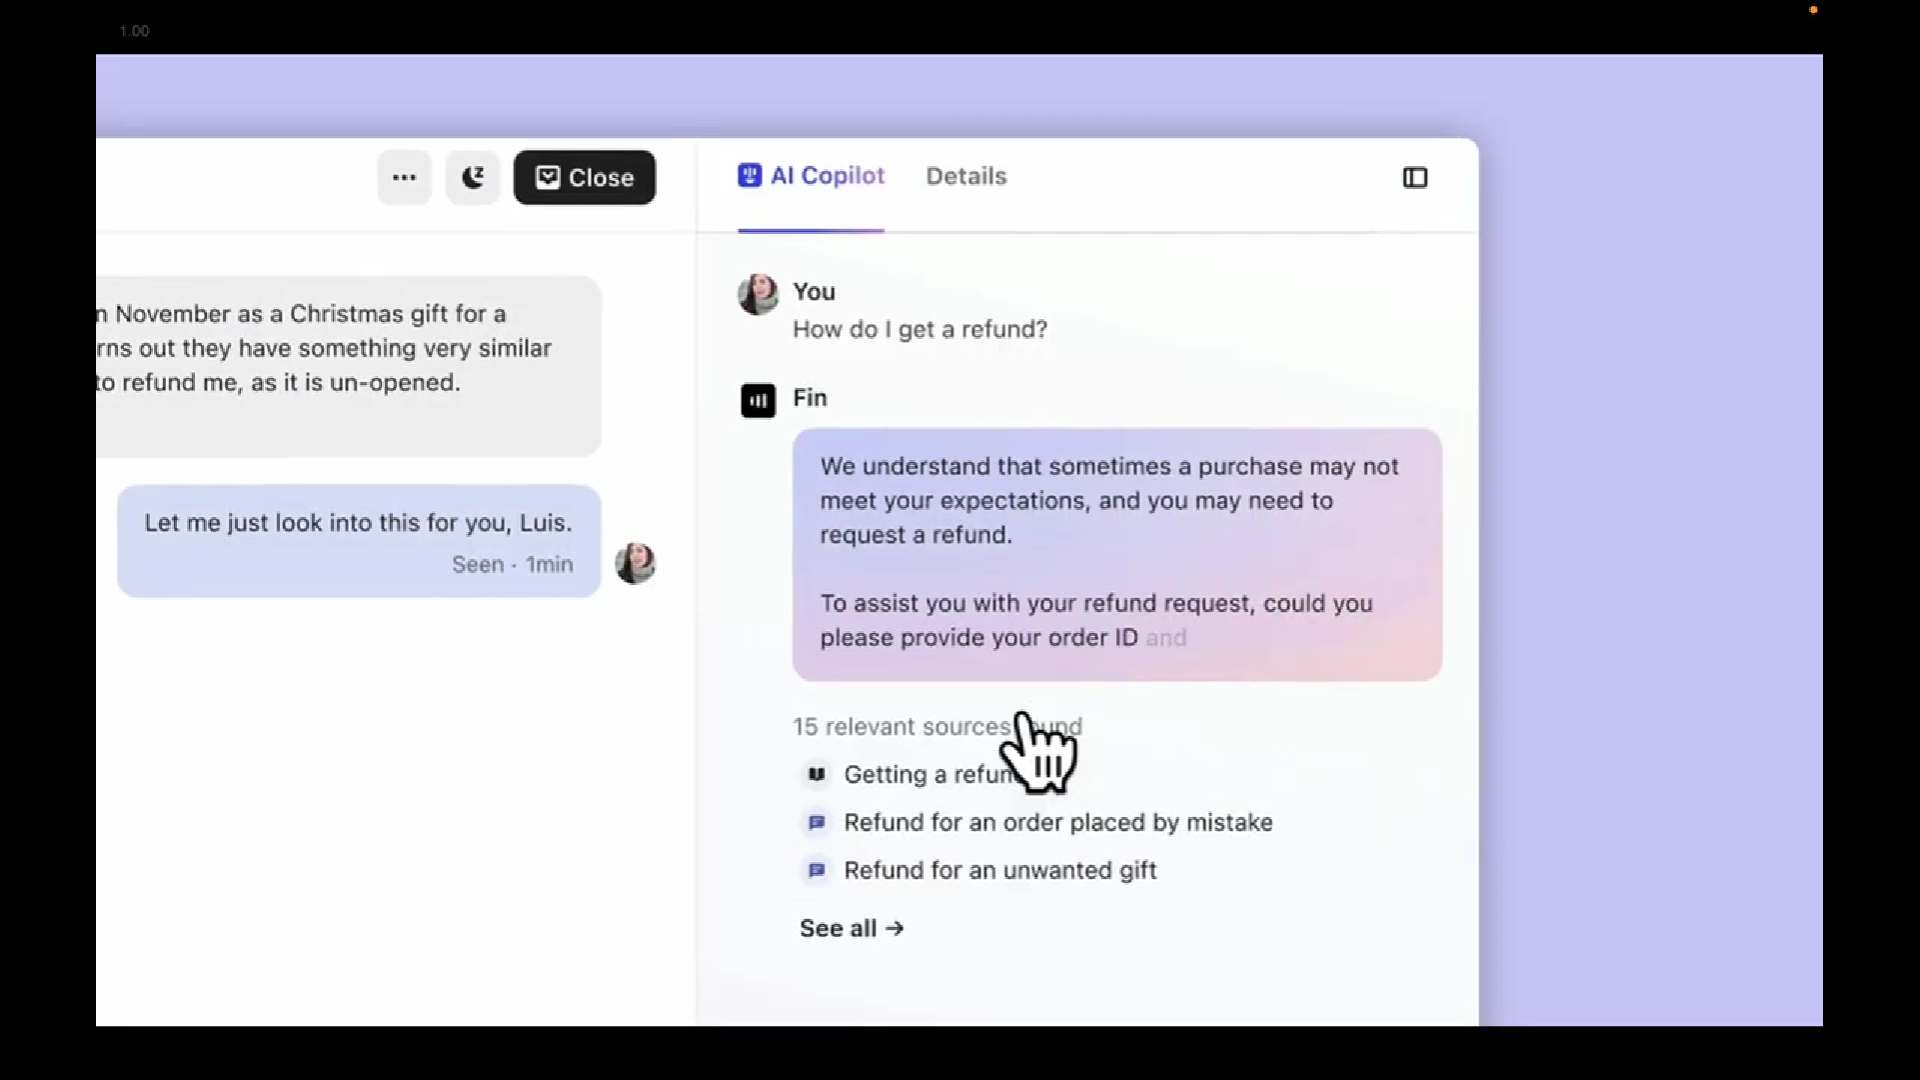 1.00
Close
AI Copilot
Details
n November as a Christmas gift for a
rns out they have something very similar
to refund me, as it is un-opened.
Let me just look into this for you, Luis.
Seen · 1min
You
How do I get a refund?
Fin
We understand that sometimes a purchase may not
meet your expectations, and you may need to
request a refund.
To assist you with your refund request, could you
please provide your order ID and
15 relevant sources
Getting a refun
Refund for an order placed by mistake
Refund for an unwanted gift
See all →